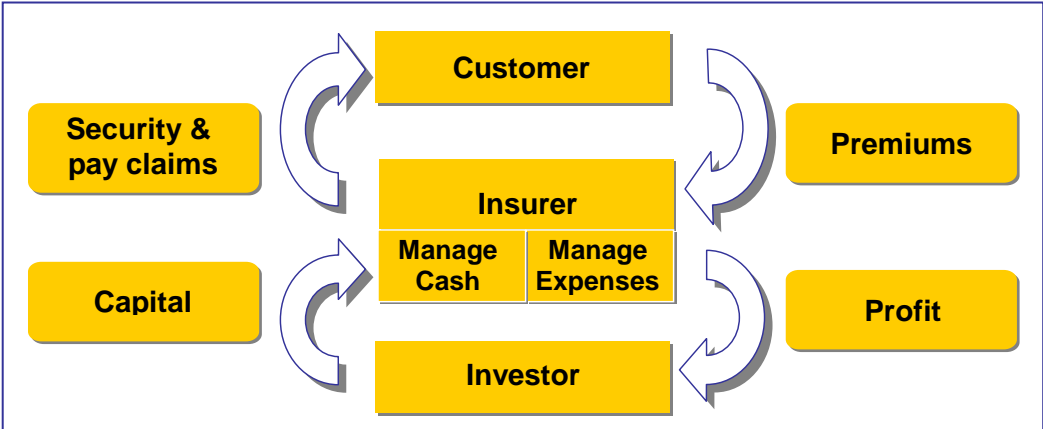 Customer
Security &
pay claims
Premiums
Insurer
Manage
Cash
Manage
Expenses
Capital
Profit
Investor